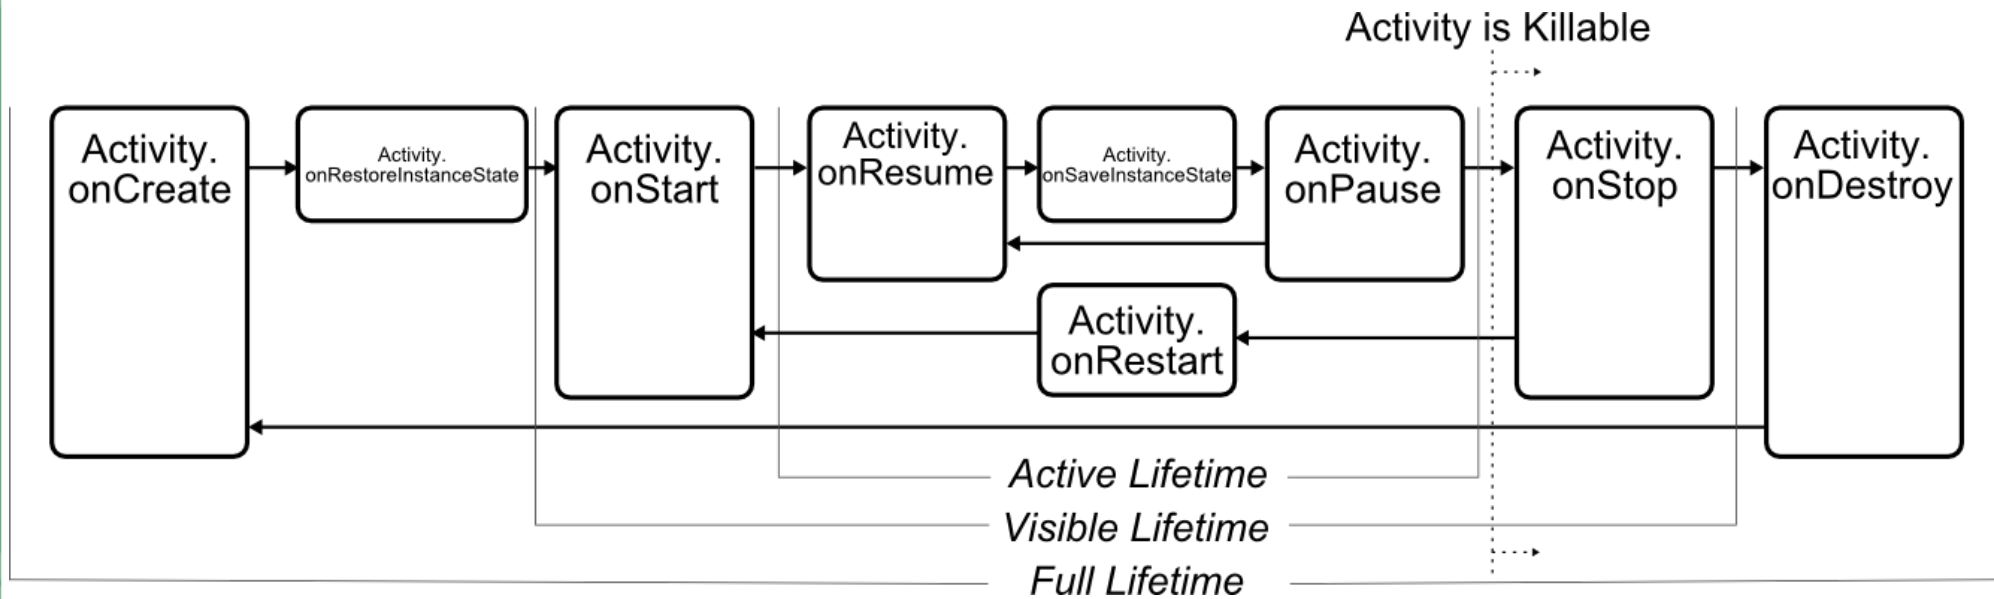 Activity is Killable
Activity.
onCreate
Activity.
onRestoreInstanceState
Activity.
onStart
Activity.
onResume
Activity.
onSaveInstanceState
Activity.
onPause
Activity.
onStop
Activity.
onDestroy
Activity.
onRestart
Active Lifetime
Visible Lifetime
Full Lifetime